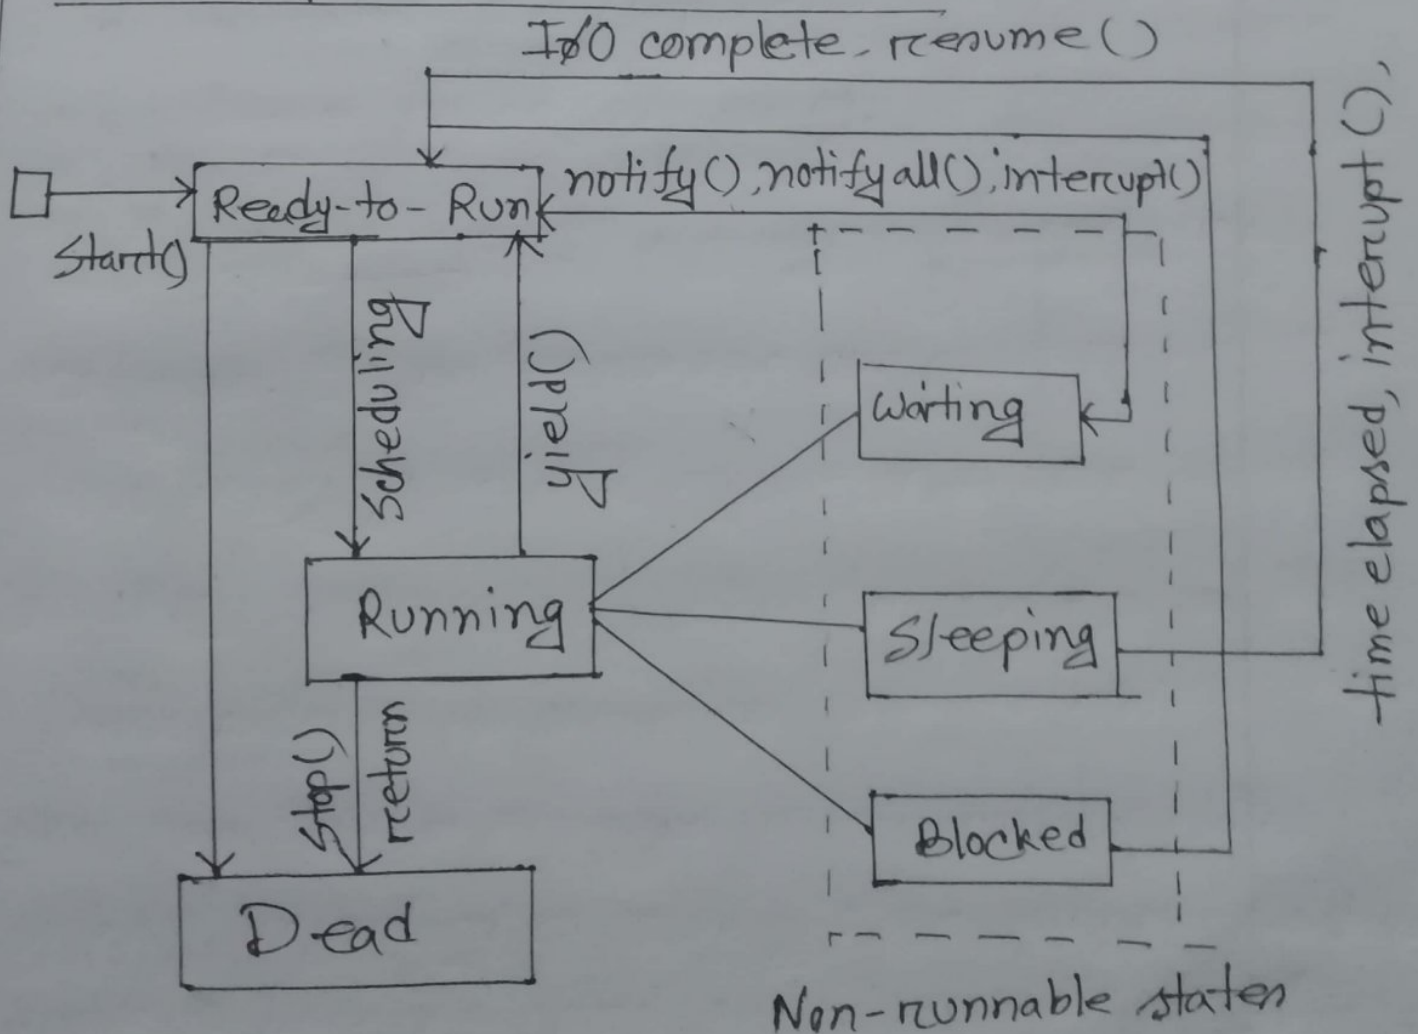 I/O complete, resume()
notify(), notifyall(), interrupt()
Ready-to-Run
Start()
time elapsed, interrupt(),
Scheduling
yield()
Waiting
Running
Sleeping
Stop()
return
Blocked
Dead
Non-runnable states